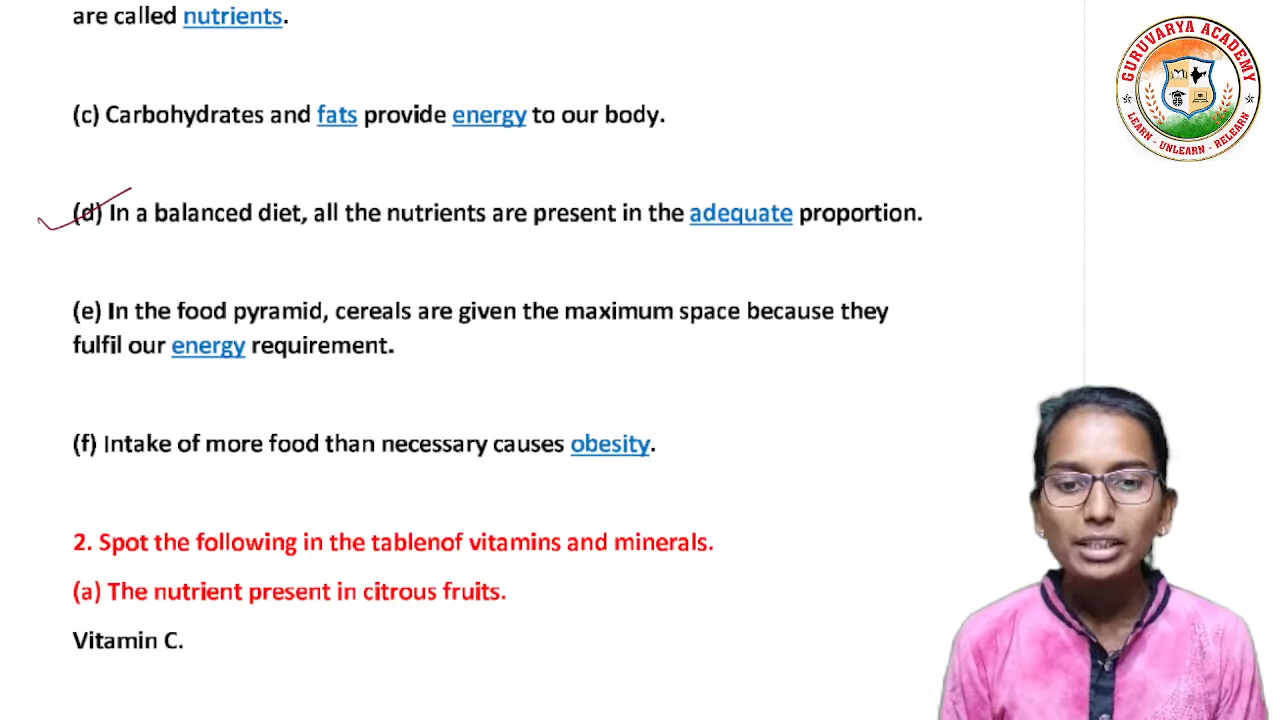 are called nutrients.
GURUVARYA ACADEMY
(c) Carbohydrates and fats provide energy to our body.
LEARN - UNLEARN - RELEARN
(d) In a balanced diet, all the nutrients are present in the adequate proportion.
(e) In the food pyramid, cereals are given the maximum space because they
fulfil our energy requirement.
(f) Intake of more food than necessary causes obesity.
2. Spot the following in the tablenof vitamins and minerals.
(a) The nutrient present in citrous fruits.
Vitamin C.